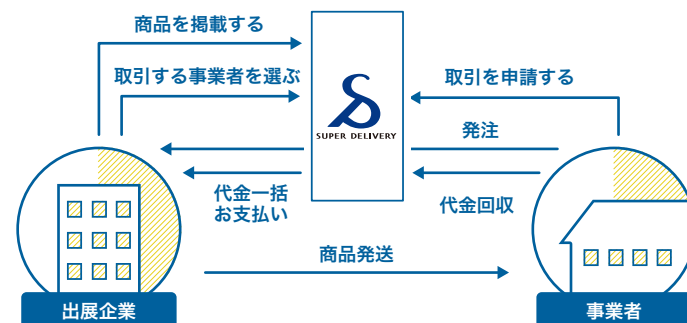 商品を掲載する
取引する事業者を選ぶ
取引を申請する
SUPER DELIVERY
発注
代金一括
お支払い
代金回収
商品発送
出展企業
事業者